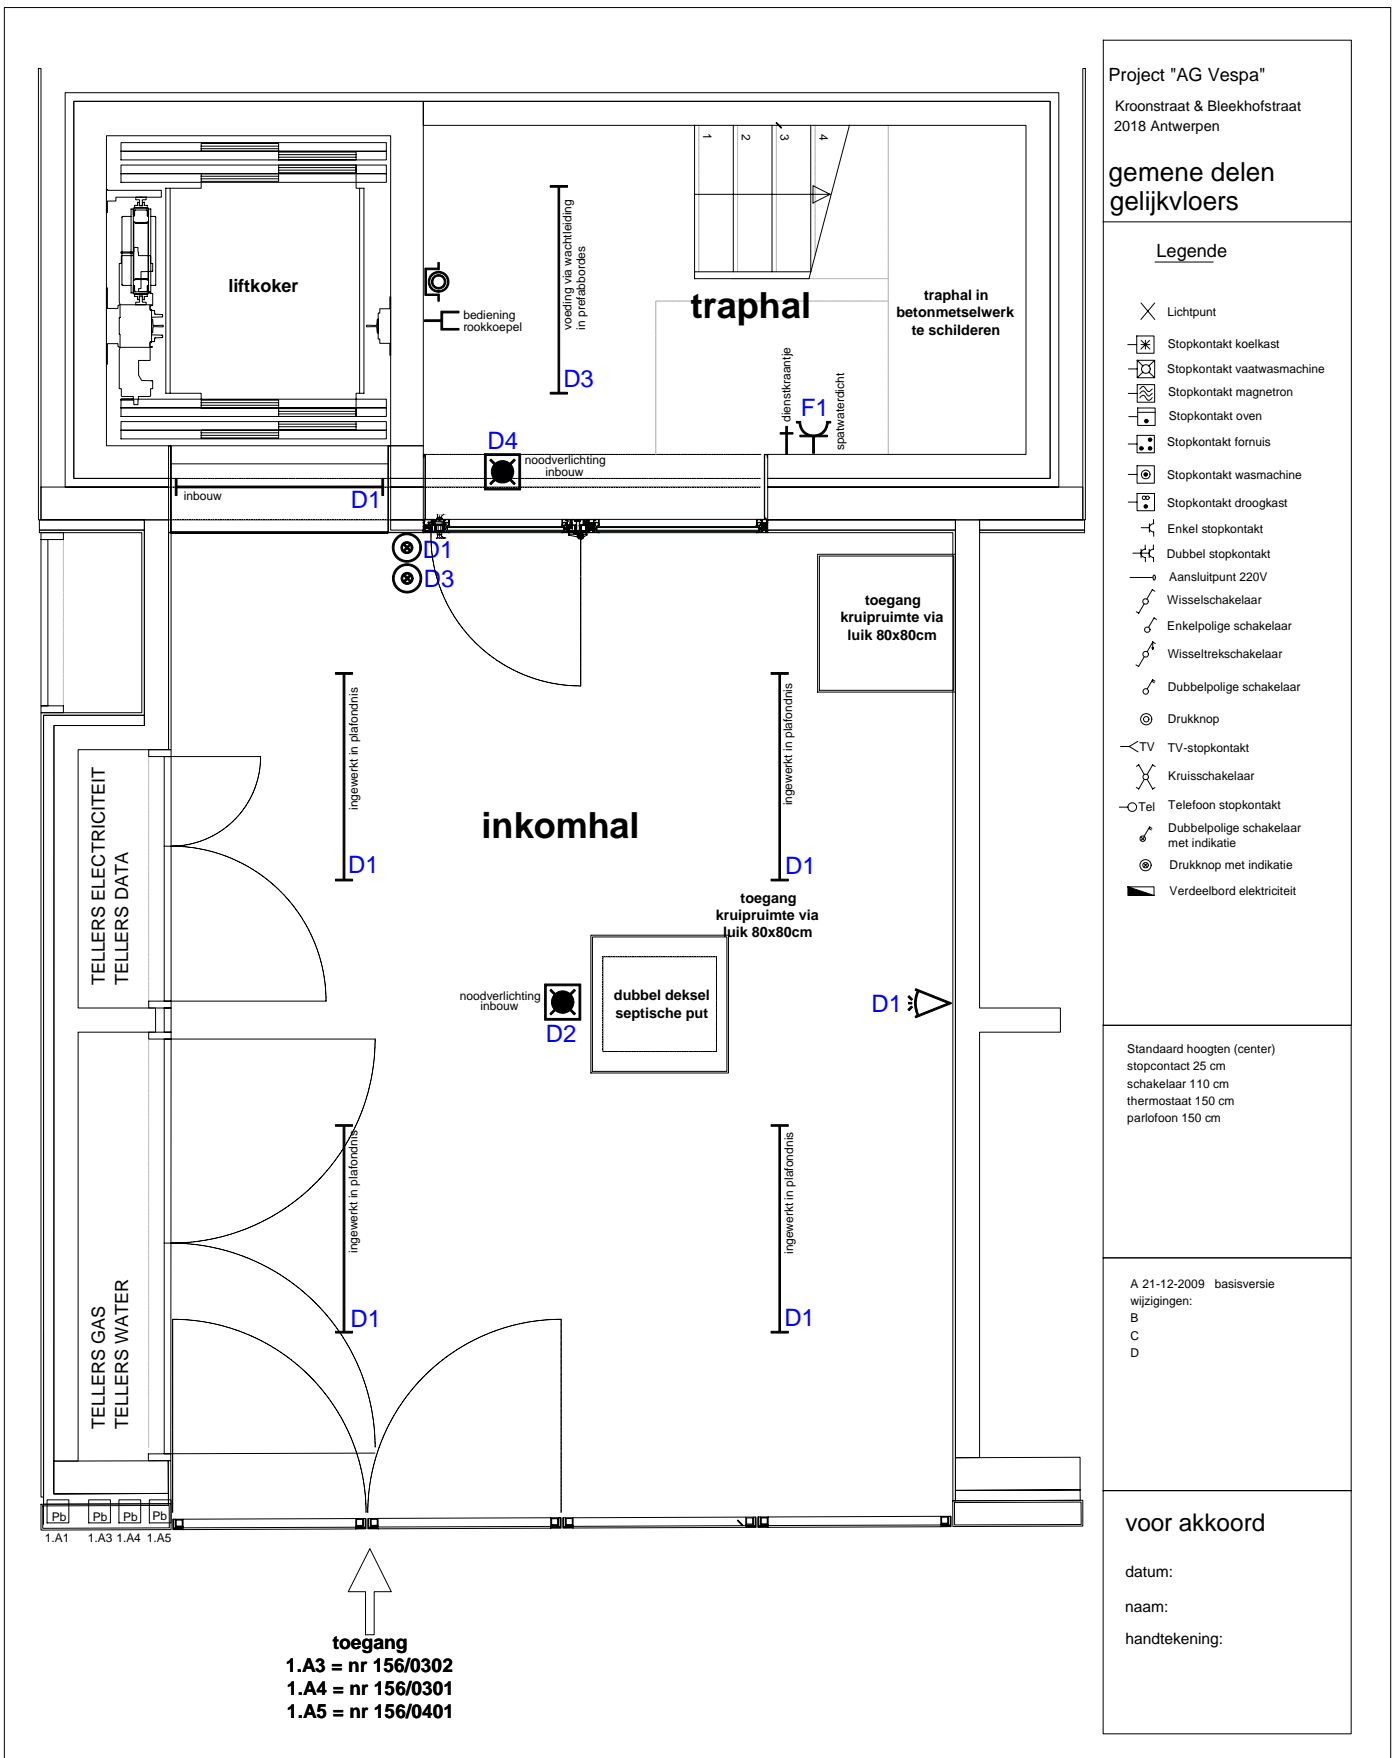 Project "AG Vespa"
Kroonstraat & Bleekhofstraat
2018 Antwerpen
gemene delen
gelijkvloers
Legende
Lichtpunt
Stopkontakt koelkast
Stopkontakt vaatwasmachine
Stopkontakt magnetron
Stopkontakt oven
Stopkontakt fornuis
Stopkontakt wasmachine
Stopkontakt droogkast
Enkel stopkontakt
Dubbel stopkontakt
Aansluitpunt 220V
Wisselschakelaar
Enkelpolige schakelaar
Wisseltrekschakelaar
Dubbelpolige schakelaar
Drukknop
TV TV-stopkontakt
Kruisschakelaar
Tel Telefoon stopkontakt
Dubbelpolige schakelaar
met indikatie
Drukknop met indikatie
Verdeelbord elektriciteit
Standaard hoogten (center)
stopcontact 25 cm
schakelaar 110 cm
thermostaat 150 cm
parlofoon 150 cm
A 21-12-2009 basisversie
wijzigingen:
B
C
D
voor akkoord
datum:
naam:
handtekening:
1 2 3 4
liftkoker
bediening
rookkoepel
voeding via wachtleiding
in prefabbordes
D3
traphal
traphal in
betonmetselwerk
te schilderen
dienstkraantje
F1
spatwaterdicht
D4
noodverlichting
inbouw
inbouw
D1
D1
D3
toegang
kruipruimte via
luik 80x80cm
ingewerkt in plafondnis
D1
ingewerkt in plafondnis
D1
inkomhal
TELLERS ELECTRICITEIT
TELLERS DATA
toegang
kruipruimte via
luik 80x80cm
noodverlichting
inbouw
D2
dubbel deksel
septische put
D1
ingewerkt in plafondnis
D1
ingewerkt in plafondnis
D1
TELLERS GAS
TELLERS WATER
Pb Pb Pb Pb
1.A1 1.A3 1.A4 1.A5
toegang
1.A3 = nr 156/0302
1.A4 = nr 156/0301
1.A5 = nr 156/0401